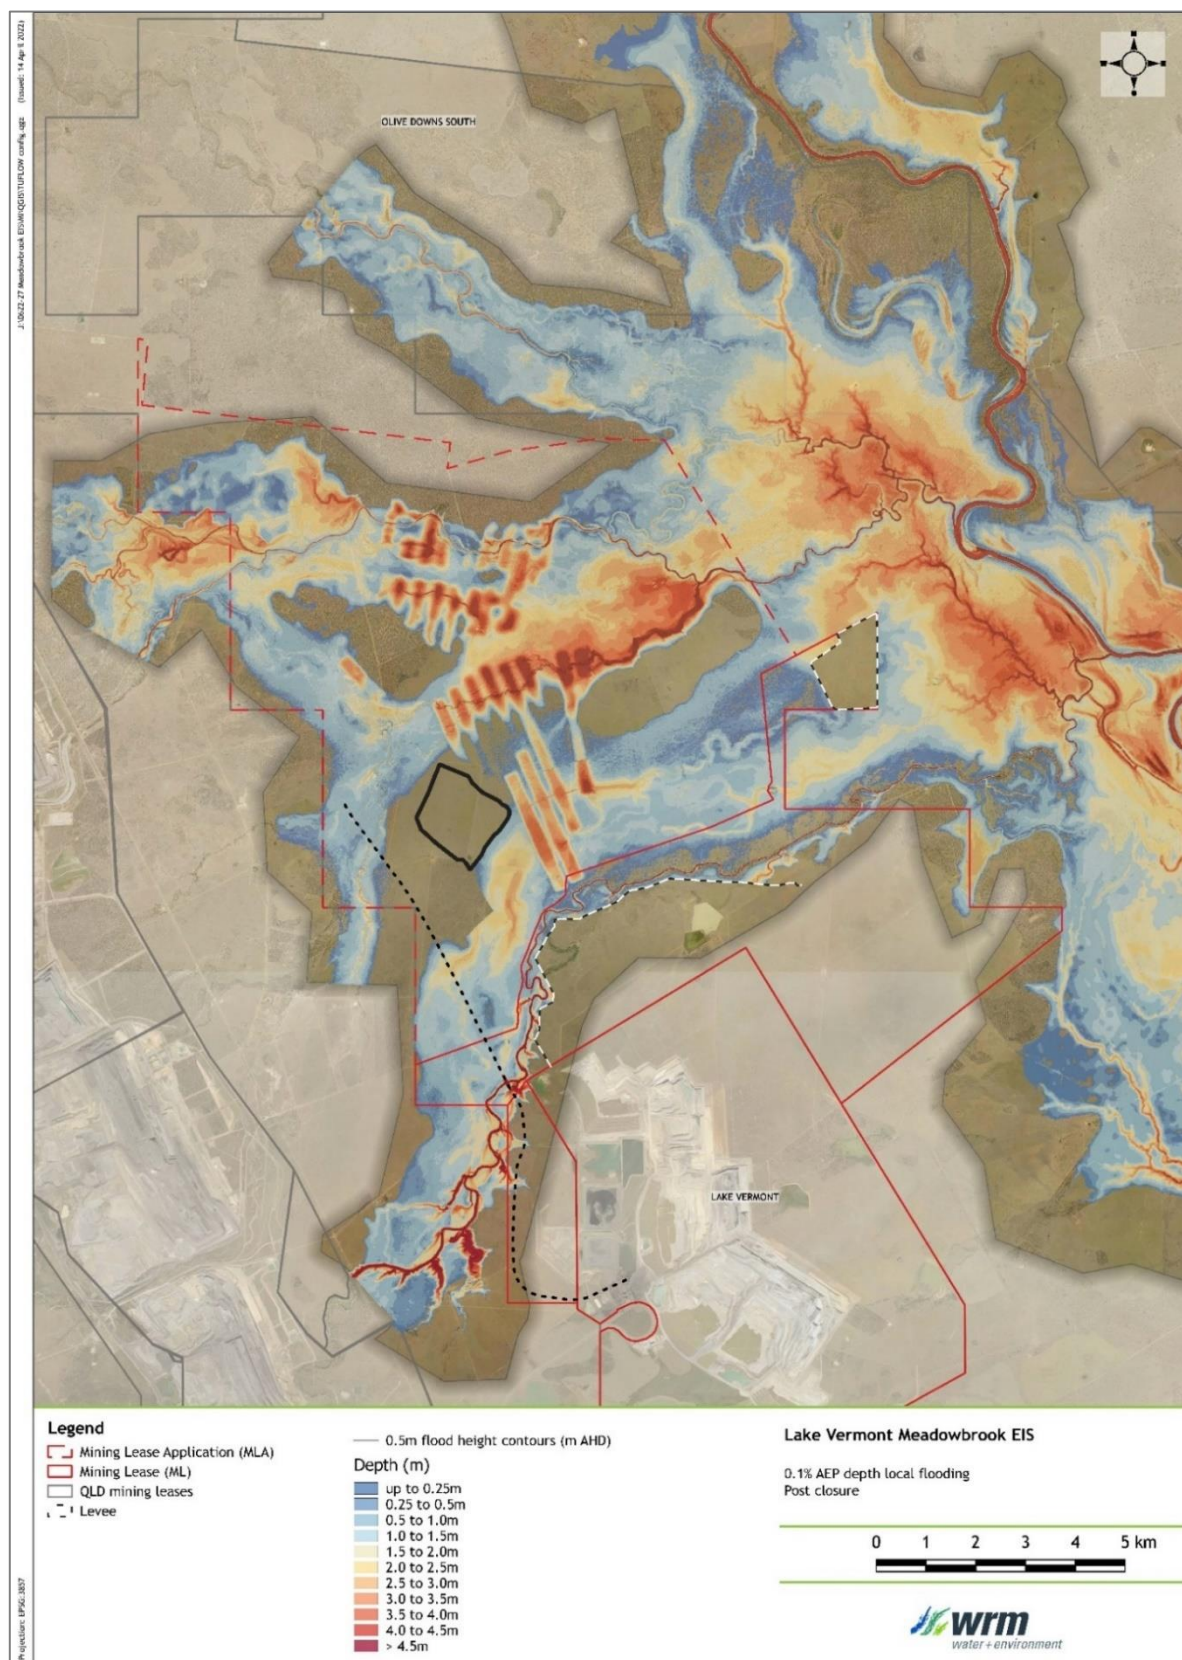 (Issued: 14 April 2022)
OLIVE DOWNS SOUTH
LAKE VERMONT
Legend
Mining Lease Application (MLA)
Mining Lease (ML)
QLD mining leases
Levee
0.5m flood height contours (m AHD)
Depth (m)
up to 0.25m
0.25 to 0.5m
0.5 to 1.0m
1.0 to 1.5m
1.5 to 2.0m
2.0 to 2.5m
2.5 to 3.0m
3.0 to 3.5m
3.5 to 4.0m
4.0 to 4.5m
> 4.5m
Lake Vermont Meadowbrook EIS
0.1% AEP depth local flooding
Post closure
0 1 2 3 4 5 km
wrm
water + environment
Projection: EPSG:3857